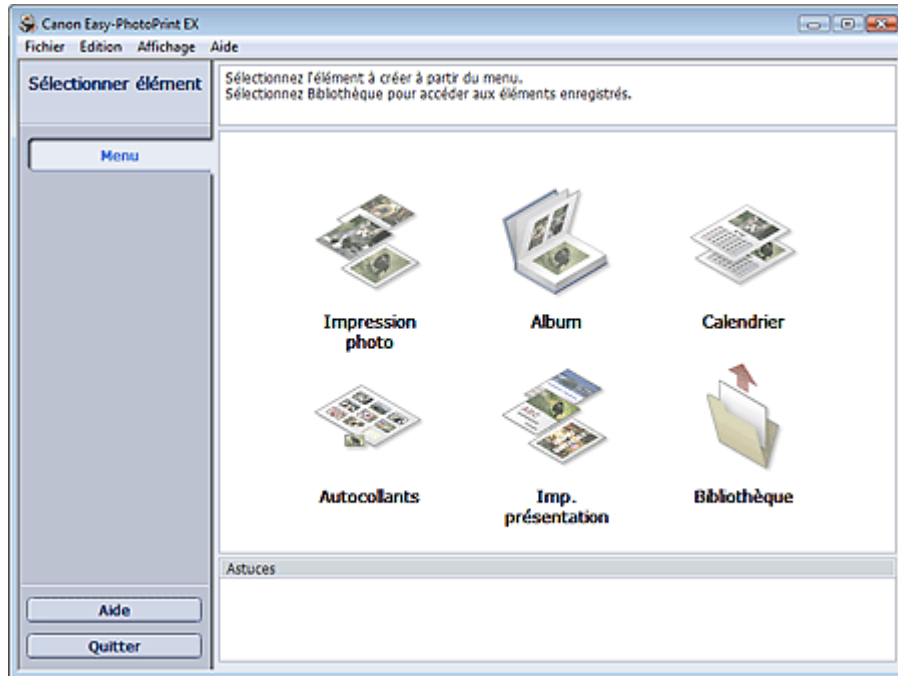 Canon Easy-PhotoPrint EX
Fichier Edition Affichage Aide
Sélectionner élément
Sélectionnez l'élément à créer à partir du menu.
Sélectionnez Bibliothèque pour accéder aux éléments enregistrés.
Menu
Impression
photo
Album
Calendrier
ABC
Autocollants
Imp.
présentation
Bibliothèque
Astuces
Aide
Quitter